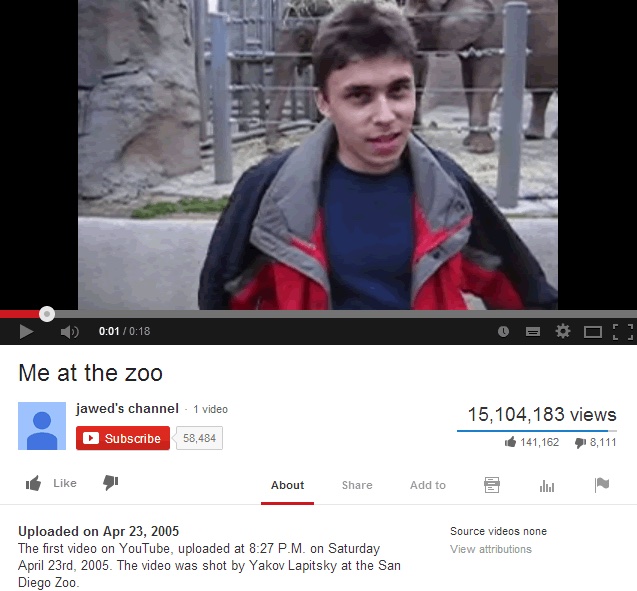 0:01 / 0:18
Me at the zoo
jawed's channel · 1 video
Subscribe 58,484
15,104,183 views
141,162 8,111
Like
About Share Add to
Uploaded on Apr 23, 2005
The first video on YouTube, uploaded at 8:27 P.M. on Saturday
April 23rd, 2005. The video was shot by Yakov Lapitsky at the San
Diego Zoo.
Source videos none
View attributions